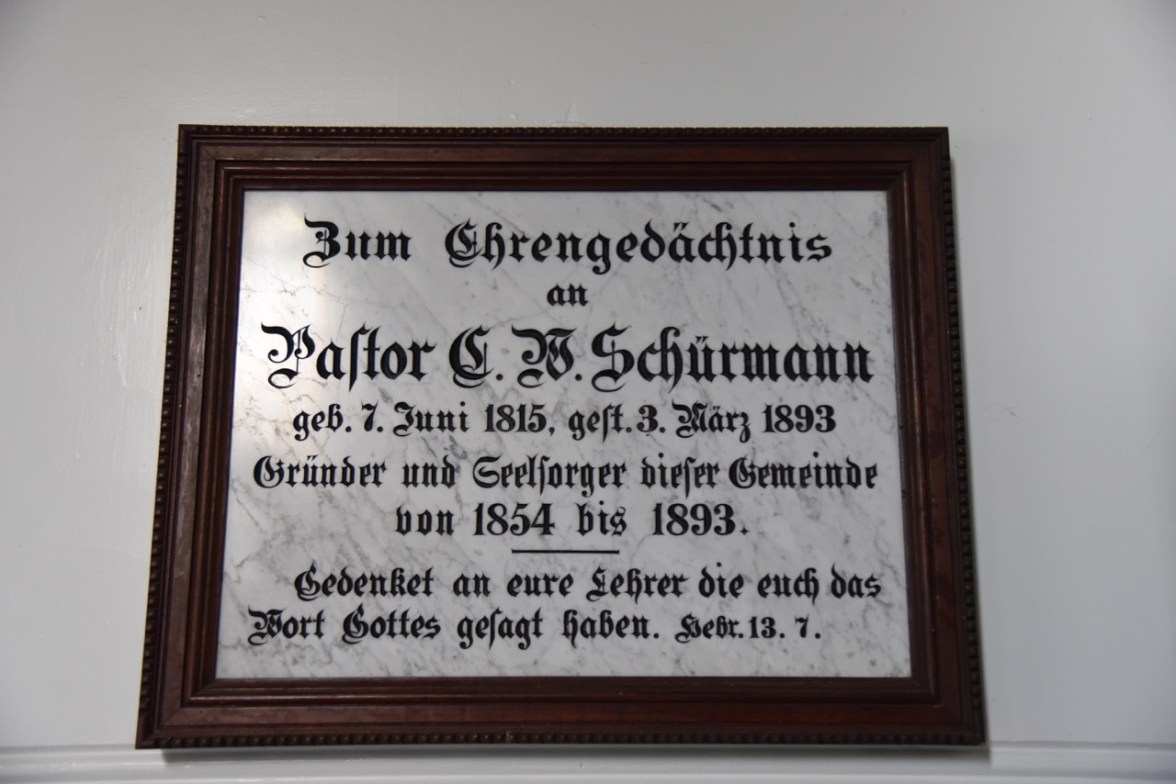 Zum Ehrengedächtnis
an
Paſtor C. W. Schürmann
geb. 7. Juni 1815, geſt. 3. März 1893
Gründer und Seelſorger dieſer Gemeinde
von 1854 bis 1893.
Gedenket an eure Lehrer die euch das
Wort Gottes geſagt haben. Hebr. 13. 7.